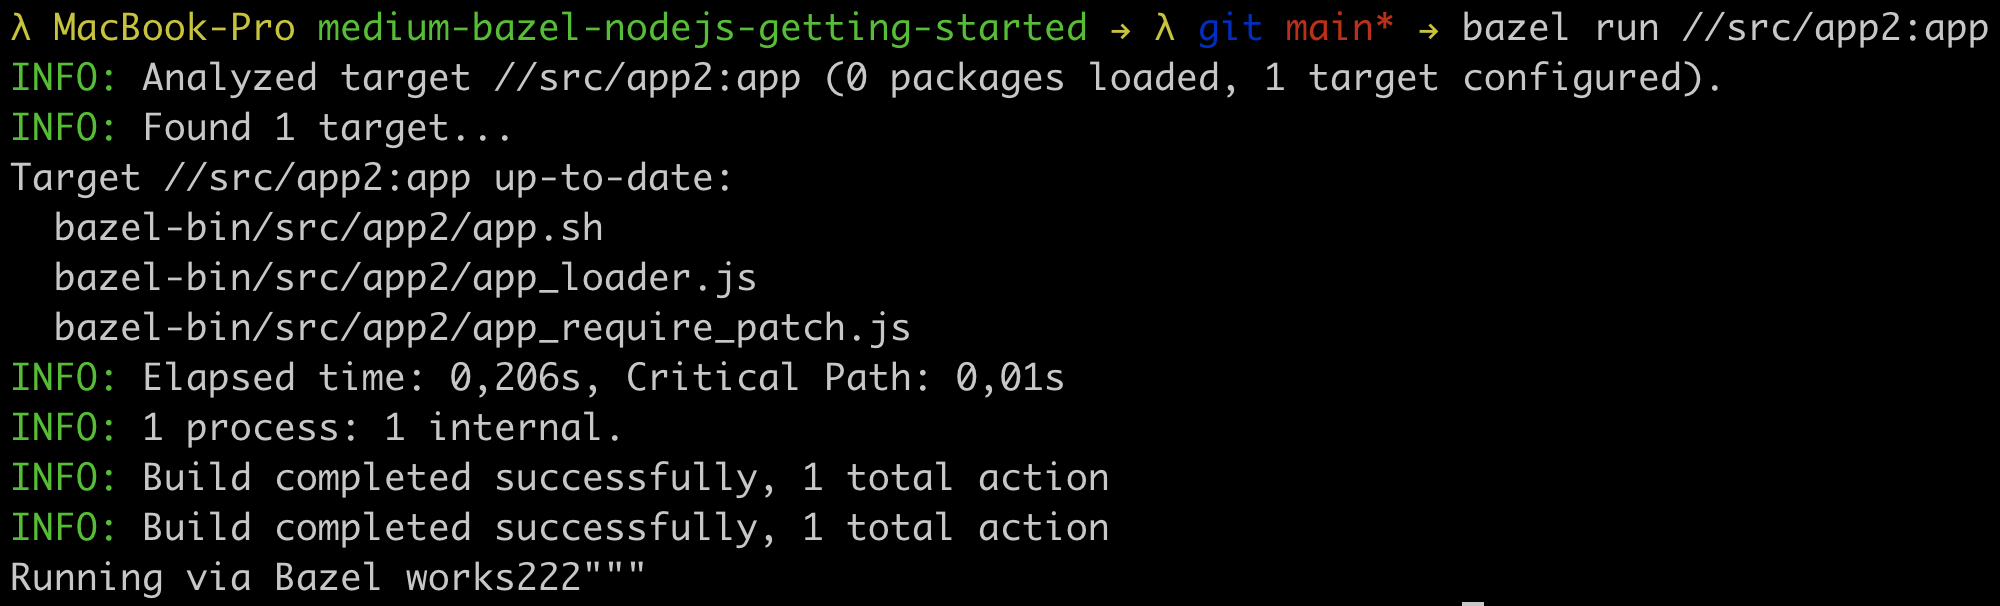 λ MacBook-Pro medium-bazel-nodejs-getting-started → λ git main* → bazel run //src/app2:app
INFO: Analyzed target //src/app2:app (0 packages loaded, 1 target configured).
INFO: Found 1 target...
Target //src/app2:app up-to-date:
  bazel-bin/src/app2/app.sh
  bazel-bin/src/app2/app_loader.js
  bazel-bin/src/app2/app_require_patch.js
INFO: Elapsed time: 0,206s, Critical Path: 0,01s
INFO: 1 process: 1 internal.
INFO: Build completed successfully, 1 total action
INFO: Build completed successfully, 1 total action
Running via Bazel works222"""